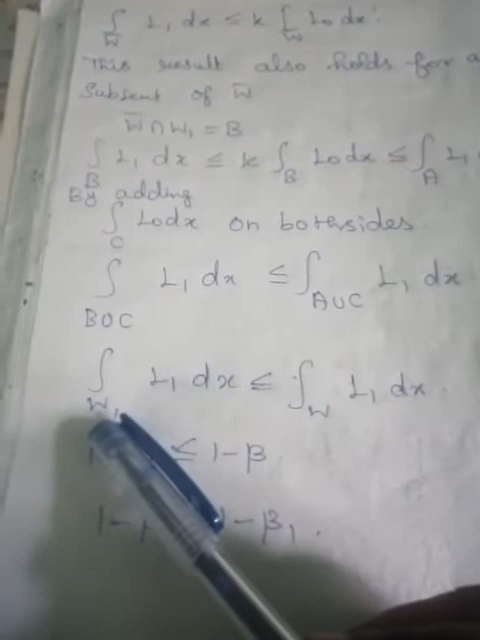 ∫_W̄ L₁ dx ≤ k ∫_W̄ L₀ dx.
This result also holds for a
Subsent of W̄
W̄ ∩ W₁ = B
∫_B L₁ dx ≤ k ∫_B L₀ dx ≤ ∫_A L₁
By adding
∫_C L₀ dx on bothsides
∫_{B∪C} L₁ dx ≤ ∫_{A∪C} L₁ dx
∫_{W₁} L₁ dx ≤ ∫_W L₁ dx.
≤ 1-β
1- 1-β₁.